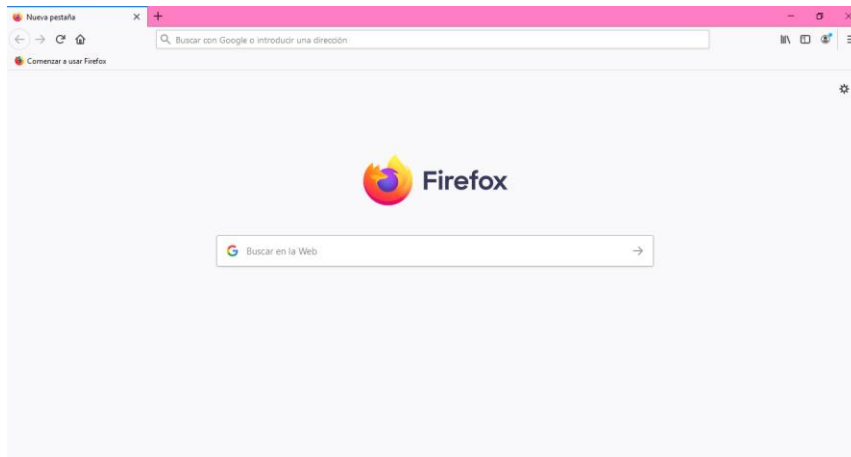 Nueva pestaña
Buscar con Google o introducir una dirección
Comenzar a usar Firefox
Firefox
Buscar en la Web